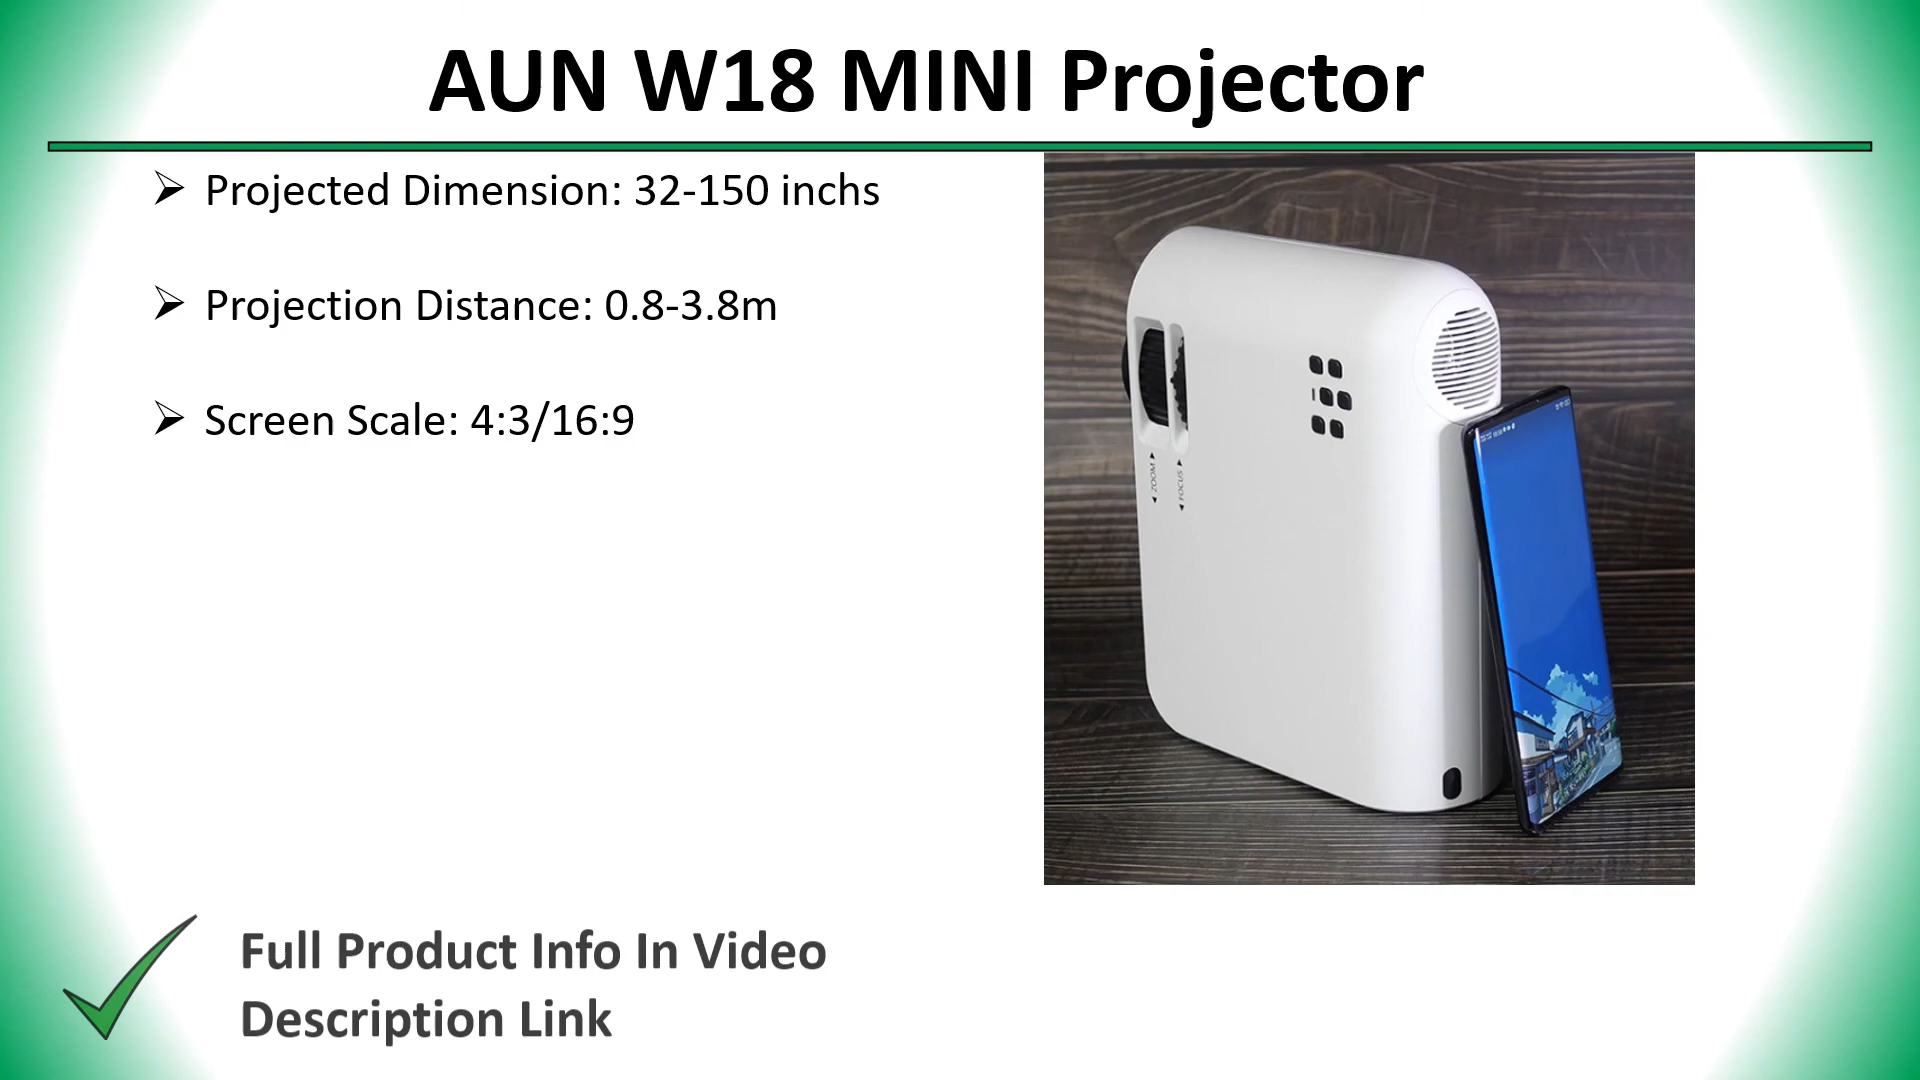 AUN W18 MINI Projector
Projected Dimension: 32-150 inchs
Projection Distance: 0.8-3.8m
Screen Scale: 4:3/16:9
ZOOM
FOCUS
Full Product Info In Video
Description Link